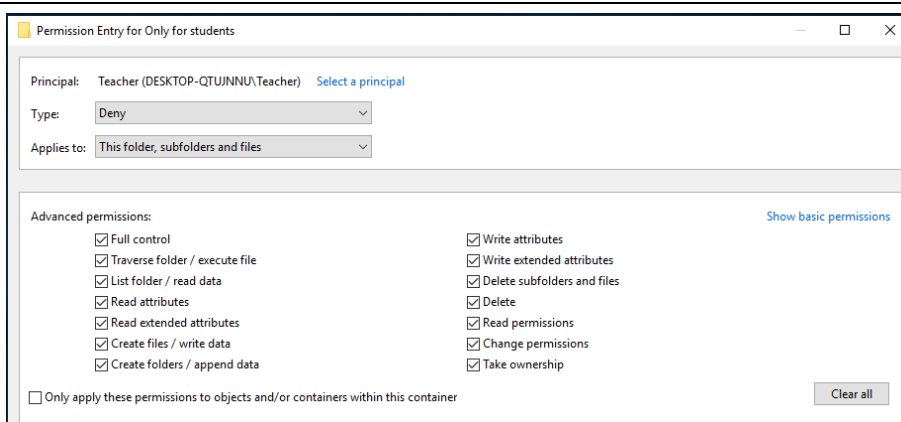 Permission Entry for Only for students
Principal: Teacher (DESKTOP-QTUJNNU\Teacher) Select a principal
Type: Deny
Applies to: This folder, subfolders and files
Advanced permissions: Show basic permissions
Full control Write attributes
Traverse folder / execute file Write extended attributes
List folder / read data Delete subfolders and files
Read attributes Delete
Read extended attributes Read permissions
Create files / write data Change permissions
Create folders / append data Take ownership
Only apply these permissions to objects and/or containers within this container Clear all